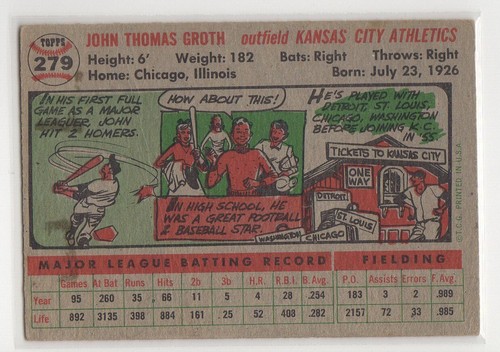 TOPPS
279
JOHN THOMAS GROTH outfield KANSAS CITY ATHLETICS
Height: 6' Weight: 182 Bats: Right Throws: Right
Home: Chicago, Illinois Born: July 23, 1926
IN HIS FIRST FULL
GAME AS A MAJOR
LEAGUER, JOHN
HIT 2 HOMERS.
HOW ABOUT THIS!
IN HIGH SCHOOL, HE
WAS A GREAT FOOTBALL
& BASEBALL STAR.
HE'S PLAYED WITH
DETROIT, ST. LOUIS,
CHICAGO, WASHINGTON
BEFORE JOINING K.C.
IN '55
TICKETS TO KANSAS CITY
ONE
WAY
DETROIT
ST. LOUIS
WASHINGTON
CHICAGO
©T.C.G. PRINTED IN U.S.A.
MAJOR LEAGUE BATTING RECORD FIELDING
Games At Bat Runs Hits 2b 3b H.R. R.B.I. B. Avg. P.O. Assists Errors F. Avg.
Year 95 260 35 66 11 5 4 28 .254 183 3 2 .989
Life 892 3135 398 884 161 25 52 408 .282 2157 72 33 .985